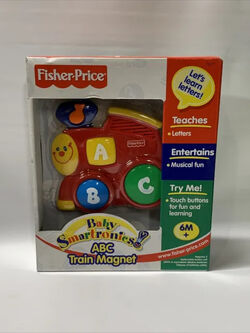 Fisher-Price
Let's
learn
letters!
Teaches
• Letters
Entertains
• Musical fun
Try Me!
• Touch buttons
for fun and
learning
6M
+
www.fisher-price.com
A
B
C
Baby
Smartronics
ABC
Train Magnet